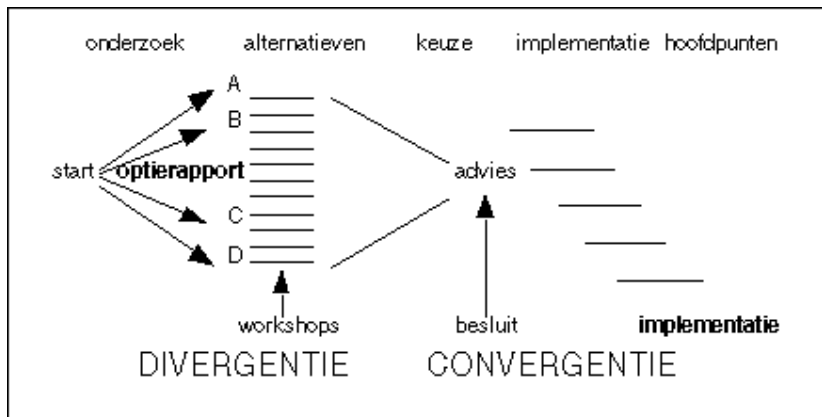 onderzoek alternatieven keuze implementatie hoofdpunten
A
B
start optierapport advies
C
D
workshops besluit implementatie
DIVERGENTIE CONVERGENTIE